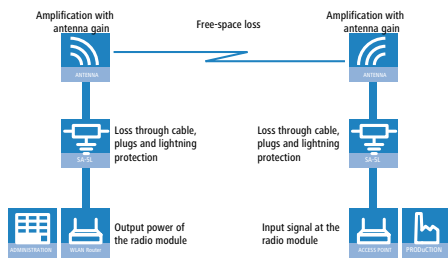 Amplification with
antenna gain
Free-space loss
Amplification with
antenna gain
ANTENNA
ANTENNA
Loss through cable,
plugs and lightning
protection
SA-5L
Loss through cable,
plugs and lightning
protection
SA-5L
Output power of
the radio module
ADMINISTRATION
WLAN Router
Input signal at the
radio module
ACCESS POINT
PRODuCTION